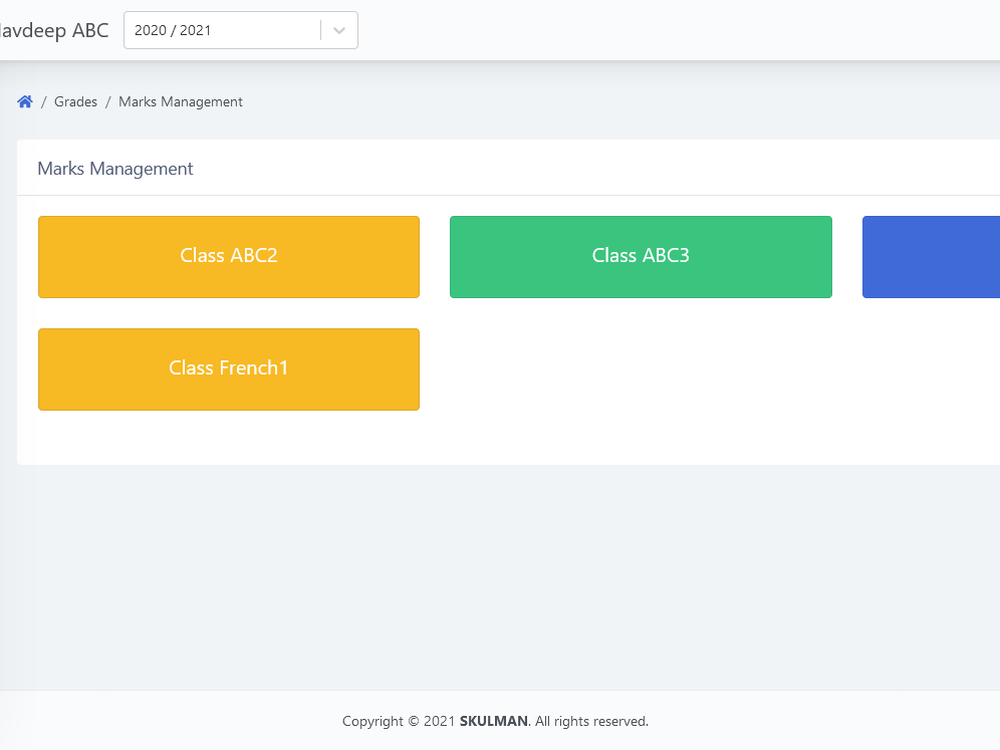 ABC 2020 / 2021
/ Grades / Marks Management
Marks Management
Class ABC2 Class ABC3
Class French1
Copyright © 2021 SKULMAN. All rights reserved.